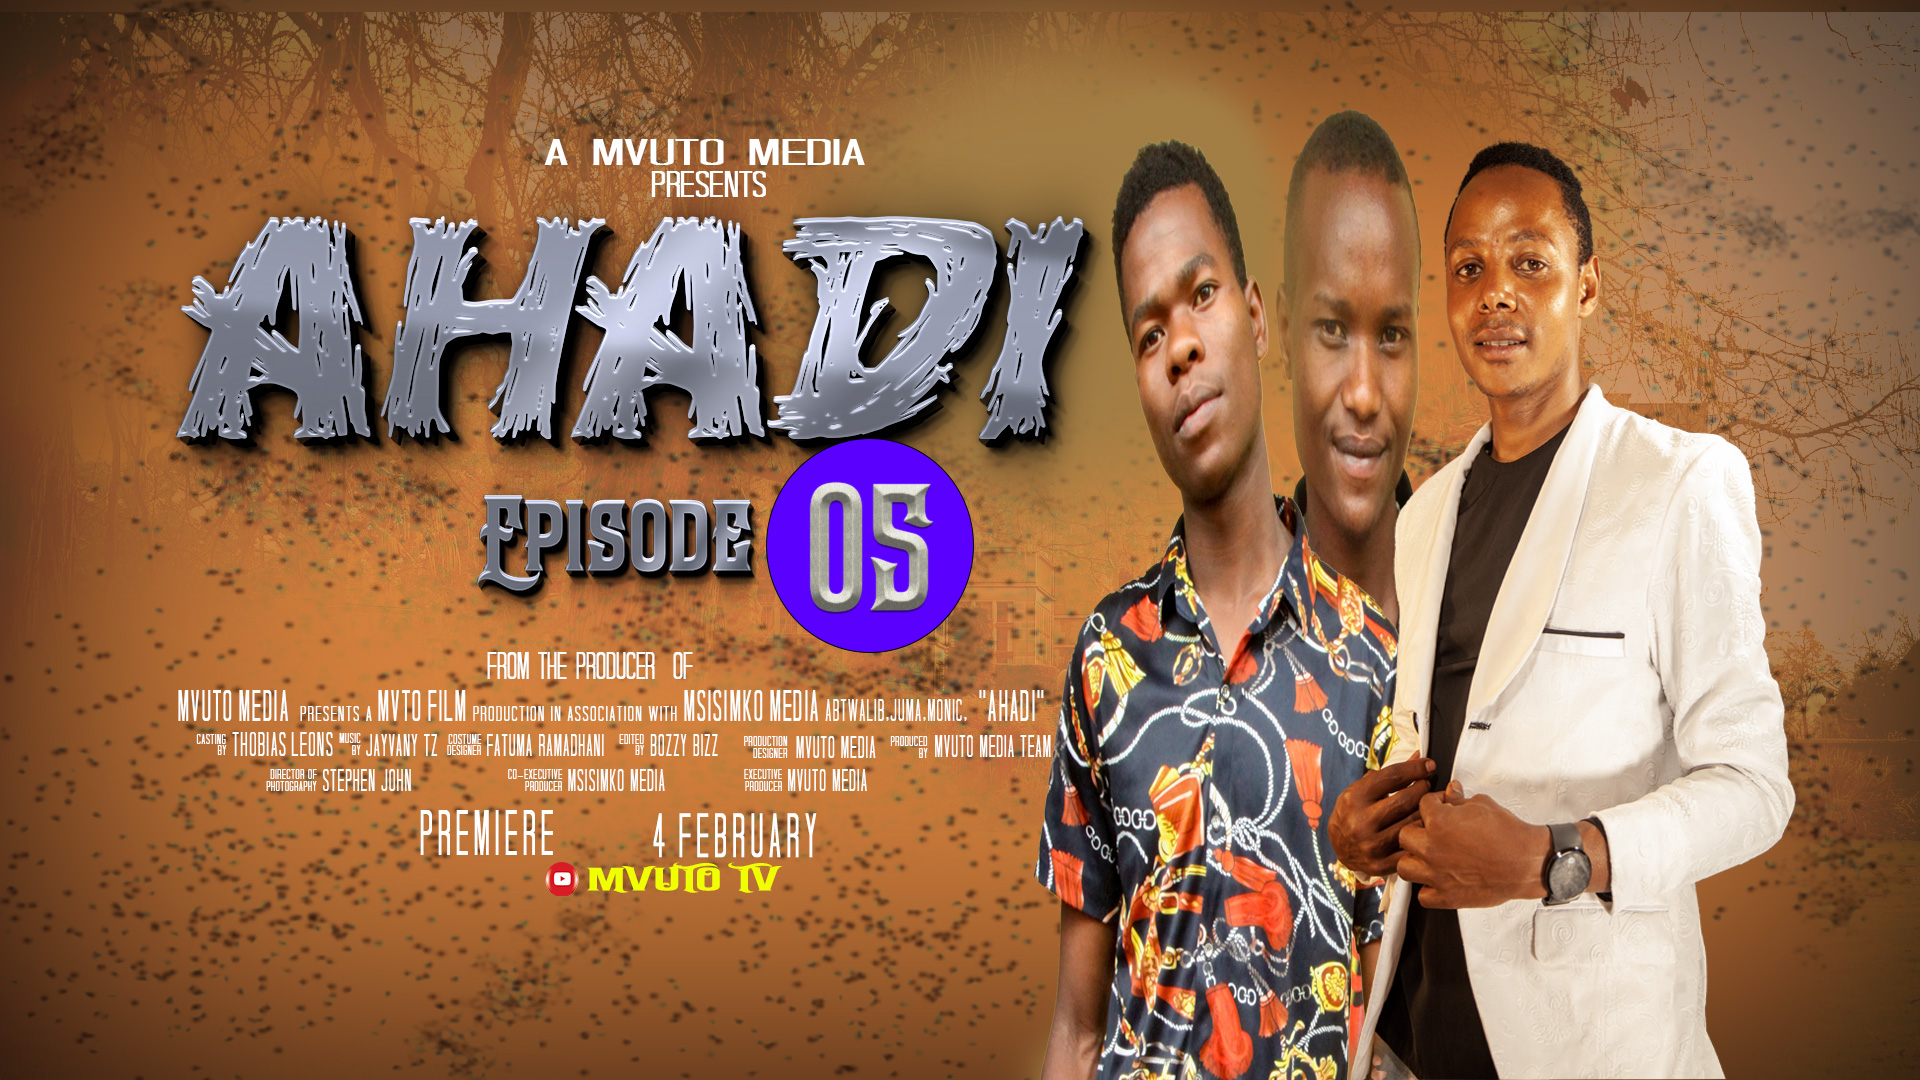 A MVUTO MEDIA
PRESENTS
AHADI
EPISODE 05
FROM THE PRODUCER OF
MVUTO MEDIA PRESENTS A MVTO FILM PRODUCTION IN ASSOCIATION WITH MSISIMKO MEDIA ABTWALIB,JUMA,MONIC, "AHADI"
CASTING BY THOBIAS LEONS MUSIC BY JAYVANY TZ COSTUME DESIGNER FATUMA RAMADHANI EDITED BY BOZZY BIZZ PRODUCTION DESIGNER MVUTO MEDIA PRODUCED BY MVUTO MEDIA TEAM
DIRECTOR OF PHOTOGRAPHY STEPHEN JOHN CO-EXECUTIVE PRODUCER MSISIMKO MEDIA EXECUTIVE PRODUCER MVUTO MEDIA
PREMIERE 4 FEBRUARY
MVUTO TV